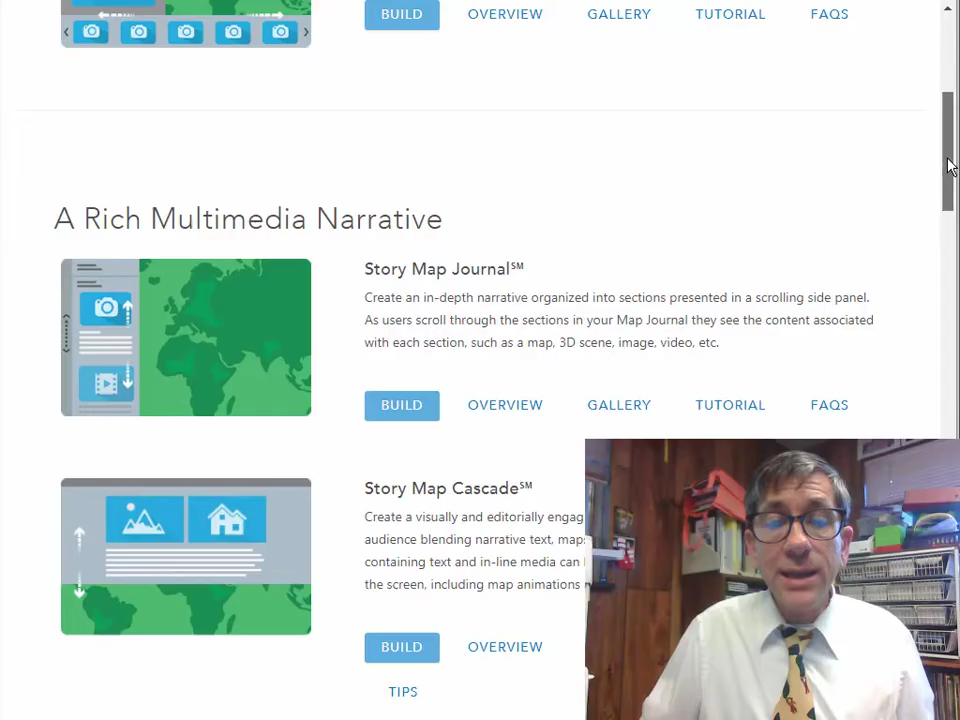 BUILD OVERVIEW GALLERY TUTORIAL FAQS
A Rich Multimedia Narrative
Story Map Journal℠
Create an in-depth narrative organized into sections presented in a scrolling side panel.
As users scroll through the sections in your Map Journal they see the content associated
with each section, such as a map, 3D scene, image, video, etc.
BUILD OVERVIEW GALLERY TUTORIAL FAQS
Story Map Cascade℠
Create a visually and editorially
audience blending narrative text,
containing text and in-line media can
the screen, including map animations
BUILD OVERVIEW
TIPS